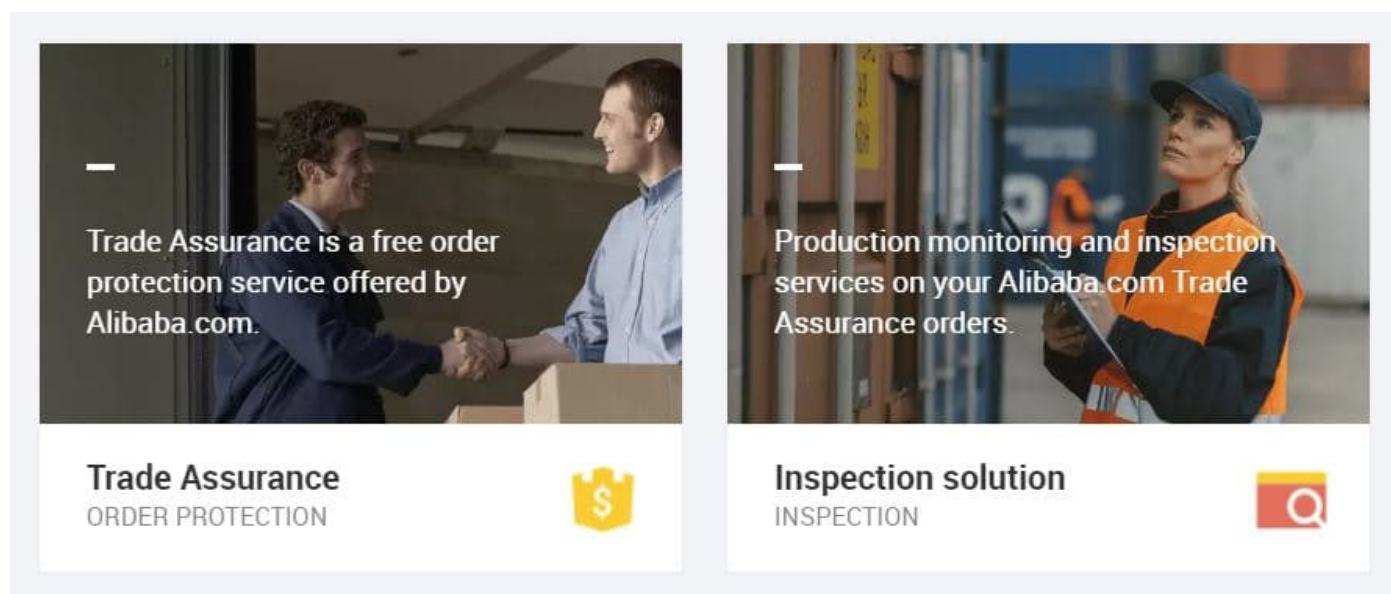 Trade Assurance is a free order
protection service offered by
Alibaba.com.
Trade Assurance
ORDER PROTECTION
$
Production monitoring and inspection
services on your Alibaba.com Trade
Assurance orders.
Inspection solution
INSPECTION